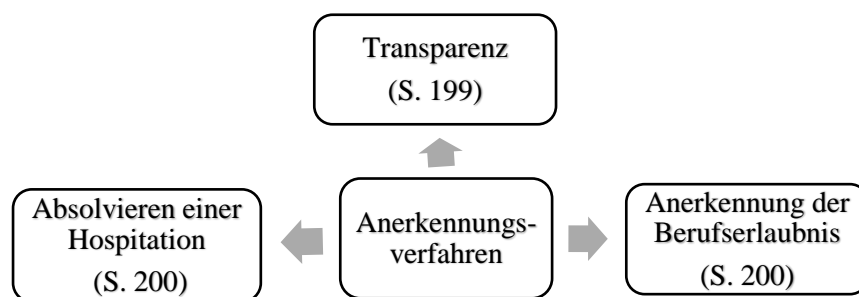 Transparenz
(S. 199)
Absolvieren einer
Hospitation
(S. 200)
Anerkennungs-
verfahren
Anerkennung der
Berufserlaubnis
(S. 200)